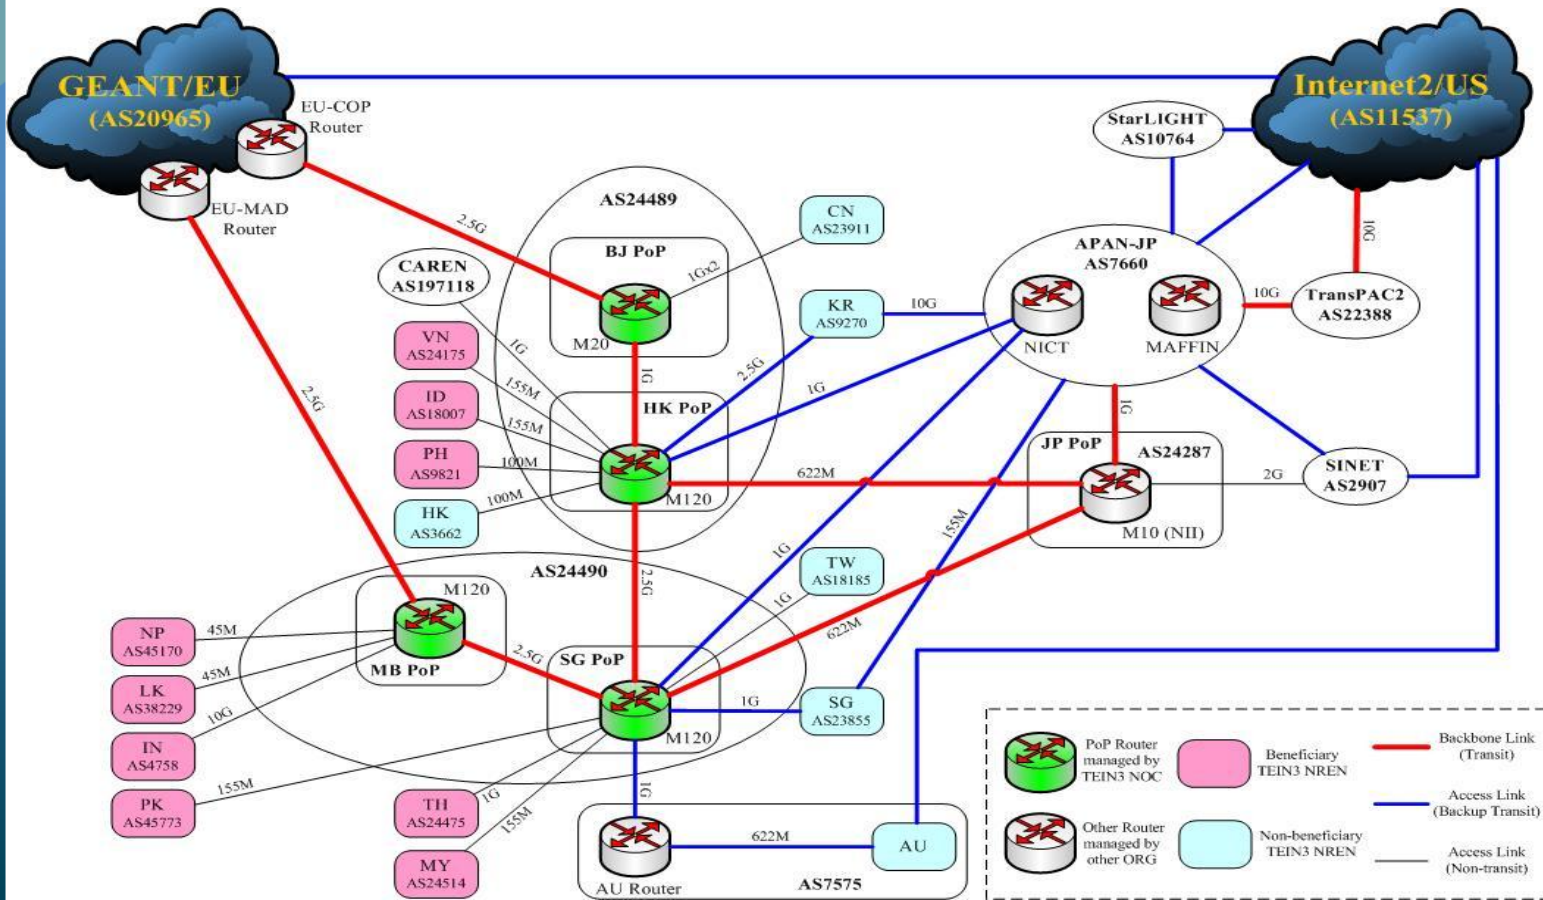 GEANT/EU
(AS20965)
EU-COP
Router
EU-MAD
Router
Internet2/US
(AS11537)
StarLIGHT
AS10764
AS24489
CN
AS23911
2.5G
BJ PoP
1Gx2
APAN-JP
AS7660
10G
CAREN
AS197118
KR
AS9270
10G
10G
TransPAC2
AS22388
M20
NICT
MAFFIN
VN
AS24175
1G
155M
2.5G
1G
1G
ID
AS18007
155M
HK PoP
1G
2.5G
PH
AS9821
100M
JP PoP
AS24287
622M
SINET
AS2907
2G
M120
HK
AS3662
100M
M10 (NII)
155M
1G
AS24490
TW
AS18185
1G
2.5G
M120
NP
AS45170
45M
622M
MB PoP
2.5G
SG PoP
LK
AS38229
45M
1G
SG
AS23855
10G
M120
IN
AS4758
155M
PK
AS45773
TH
AS24475
1G
1G
155M
MY
AS24514
622M
AU
AU Router
AS7575
PoP Router
managed by
TEIN3 NOC
Beneficiary
TEIN3 NREN
Backbone Link
(Transit)
Access Link
(Backup Transit)
Other Router
managed by
other ORG
Non-beneficiary
TEIN3 NREN
Access Link
(Non-transit)